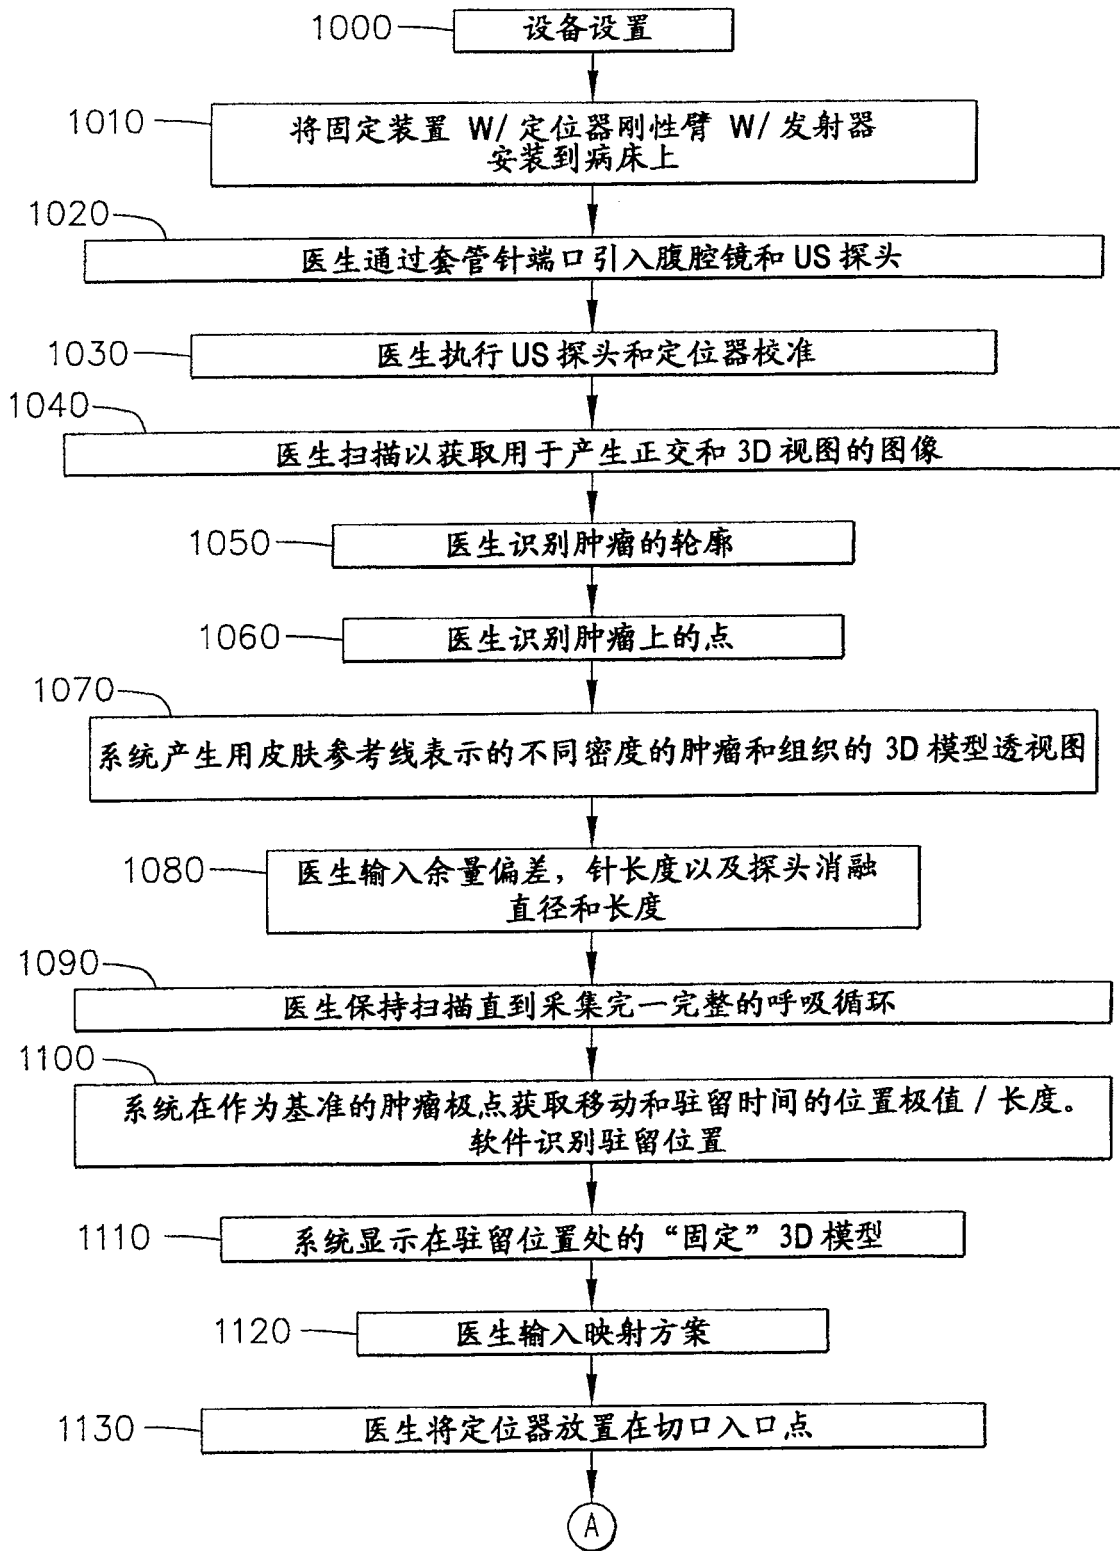 1000
设备设置
1010
将固定装置 W/ 定位器刚性臂 W/ 发射器
安装到病床上
1020
医生通过套管针端口引入腹腔镜和 US 探头
1030
医生执行 US 探头和定位器校准
1040
医生扫描以获取用于产生正交和 3D 视图的图像
1050
医生识别肿瘤的轮廓
1060
医生识别肿瘤上的点
1070
系统产生用皮肤参考线表示的不同密度的肿瘤和组织的 3D 模型透视图
1080
医生输入余量偏差，针长度以及探头消融
直径和长度
1090
医生保持扫描直到采集完一完整的呼吸循环
1100
系统在作为基准的肿瘤极点获取移动和驻留时间的位置极值 / 长度。
软件识别驻留位置
1110
系统显示在驻留位置处的“固定”3D 模型
1120
医生输入映射方案
1130
医生将定位器放置在切口入口点
A